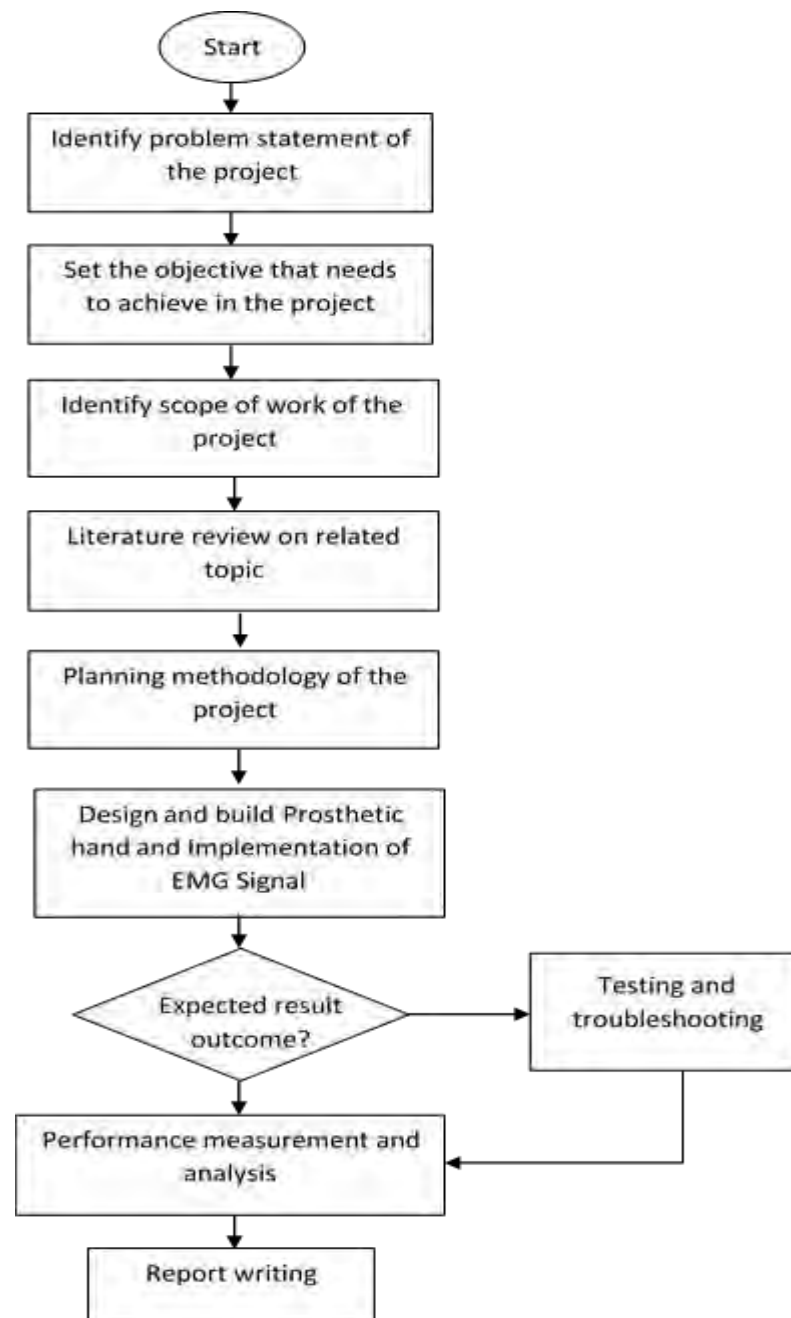 Start
Identify problem statement of
the project
Set the objective that needs
to achieve in the project
Identify scope of work of the
project
Literature review on related
topic
Planning methodology of the
project
Design and build Prosthetic
hand and Implementation of
EMG Signal
Expected result
outcome?
Testing and
troubleshooting
Performance measurement and
analysis
Report writing